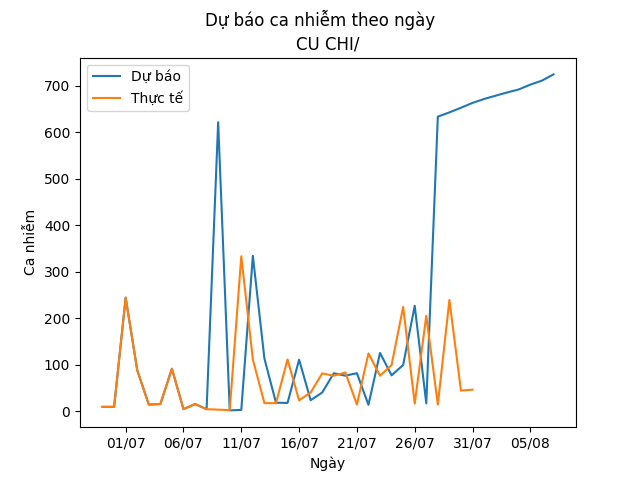 Dự báo ca nhiễm theo ngày
CU CHI/
Dự báo
Thực tế
Ca nhiễm
700
600
500
400
300
200
100
0
01/07 06/07 11/07 16/07 21/07 26/07 31/07 05/08
Ngày